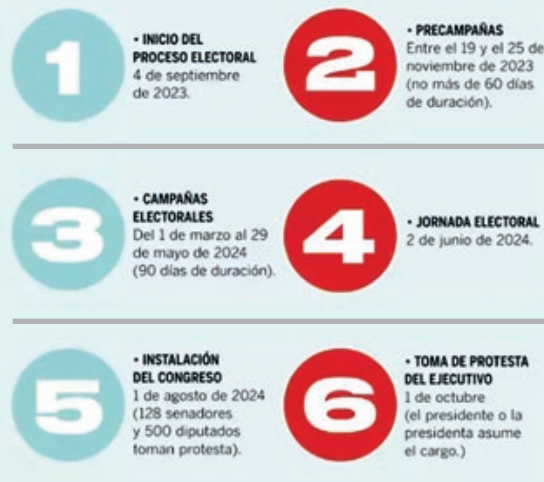 1
• INICIO DEL
PROCESO ELECTORAL
4 de septiembre
de 2023.
2
• PRECAMPAÑAS
Entre el 19 y el 25 de
noviembre de 2023
(no más de 60 días
de duración).
3
• CAMPAÑAS
ELECTORALES
Del 1 de marzo al 29
de mayo de 2024
(90 días de duración).
4
• JORNADA ELECTORAL
2 de junio de 2024.
5
• INSTALACIÓN
DEL CONGRESO
1 de agosto de 2024
(128 senadores
y 500 diputados
toman protesta).
6
• TOMA DE PROTESTA
DEL EJECUTIVO
1 de octubre
(el presidente o la
presidenta asume
el cargo.)